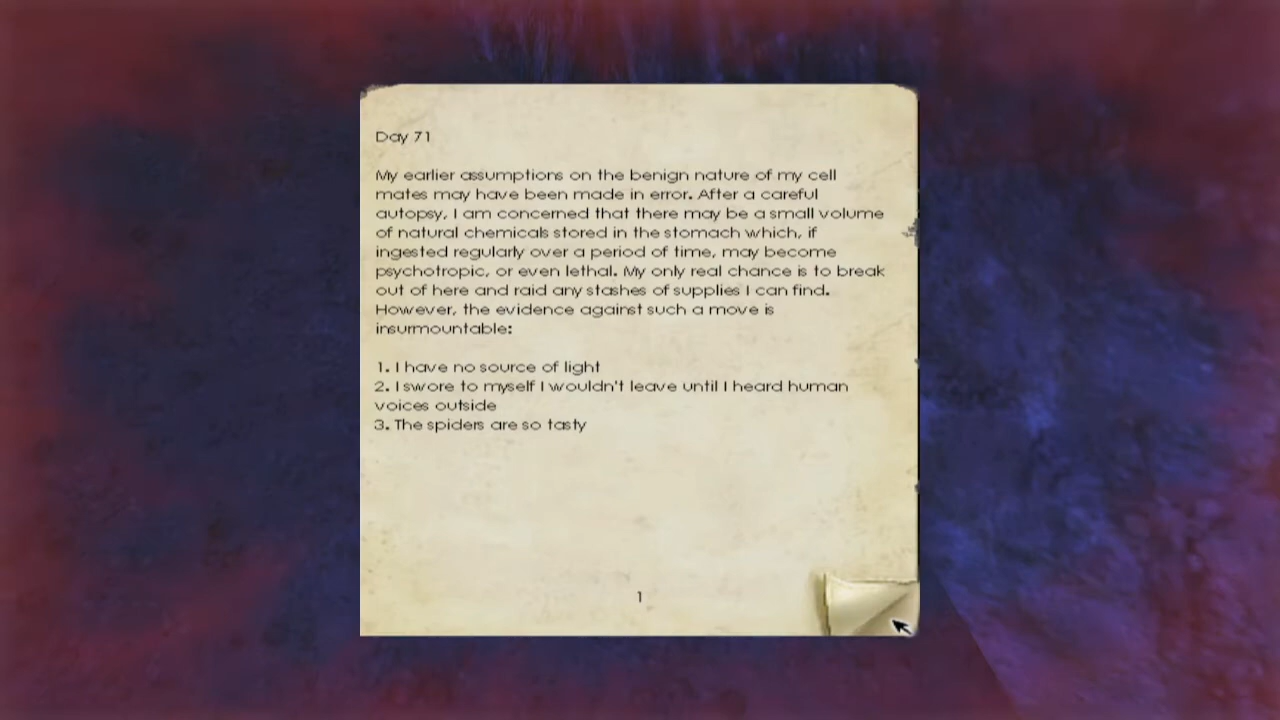 Day 71
My earlier assumptions on the benign nature of my cell
mates may have been made in error. After a careful
autopsy, I am concerned that there may be a small volume
of natural chemicals stored in the stomach which, if
ingested regularly over a period of time, may become
psychotropic, or even lethal. My only real chance is to break
out of here and raid any stashes of supplies I can find.
However, the evidence against such a move is
insurmountable:
1. I have no source of light
2. I swore to myself I wouldn't leave until I heard human
voices outside
3. The spiders are so tasty
1